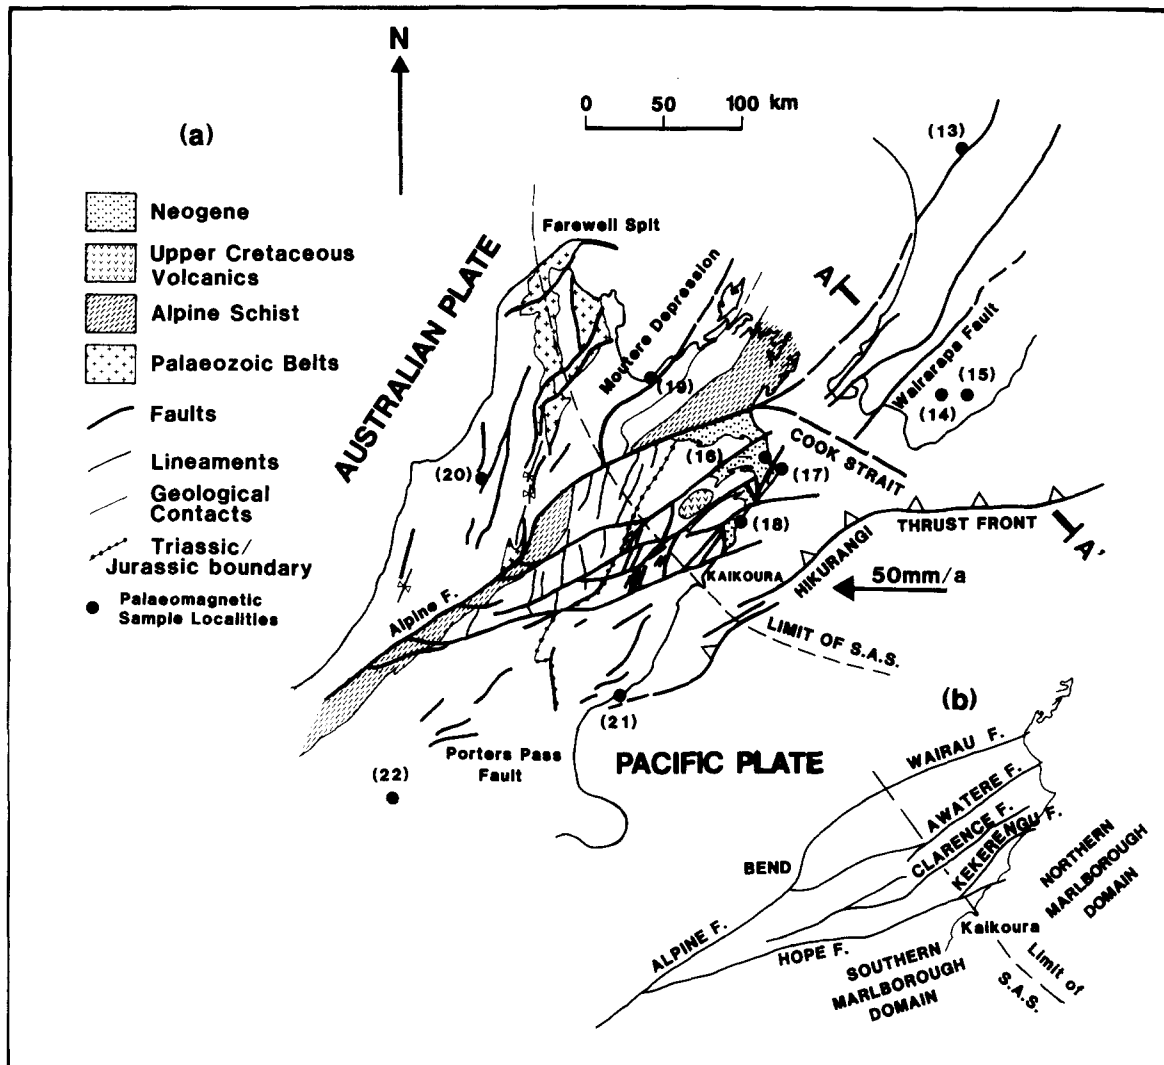 N
0 50 100 km
(a)
(13)
Neogene
Upper Cretaceous
Volcanics
Alpine Schist
Palaeozoic Belts
Faults
Lineaments
Geological
Contacts
Triassic/
Jurassic boundary
Palaeomagnetic
Sample Localities
Farewell Spit
AUSTRALIAN PLATE
Moutere Depression
A
Wairarapa Fault
(19)
(15)
(14)
COOK STRAIT
(16)
(17)
(20)
(18)
THRUST FRONT
HIKURANGI
A'
KAIKOURA
50mm/a
Alpine F.
LIMIT OF S.A.S.
(21)
Porters Pass
Fault
PACIFIC PLATE
(22)
(b)
WAIRAU F.
AWATERE F.
CLARENCE F.
KEKERENGU F.
BEND
NORTHERN
MARLBOROUGH
DOMAIN
Kaikoura
ALPINE F.
HOPE F.
SOUTHERN
MARLBOROUGH
DOMAIN
Limit of
S.A.S.